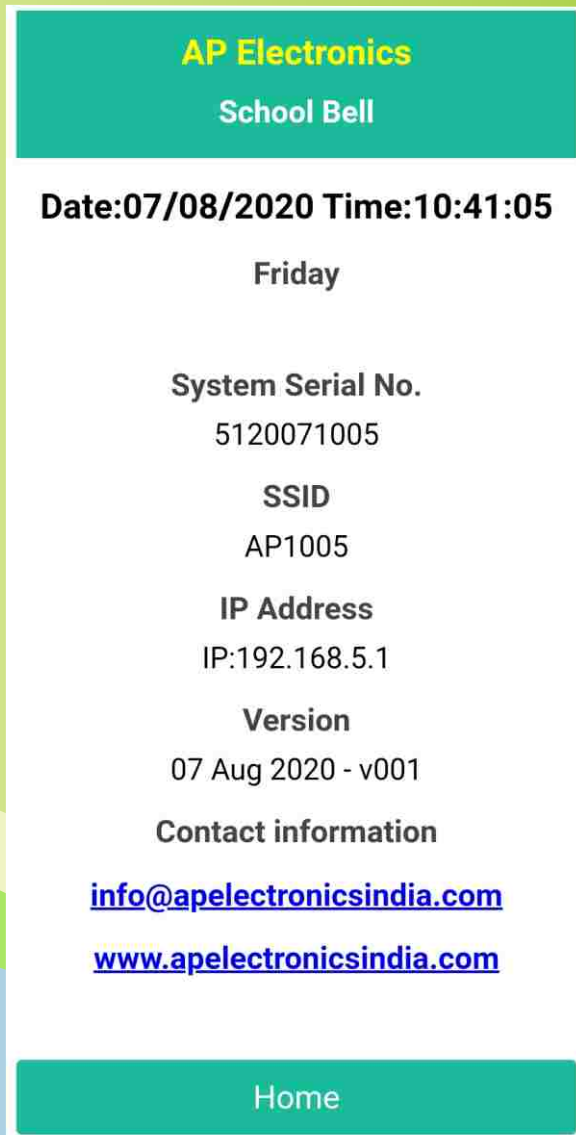 AP Electronics
School Bell
Date:07/08/2020 Time:10:41:05
Friday
System Serial No.
5120071005
SSID
AP1005
IP Address
IP:192.168.5.1
Version
07 Aug 2020 - v001
Contact information
info@apelectronicsindia.com
www.apelectronicsindia.com
Home